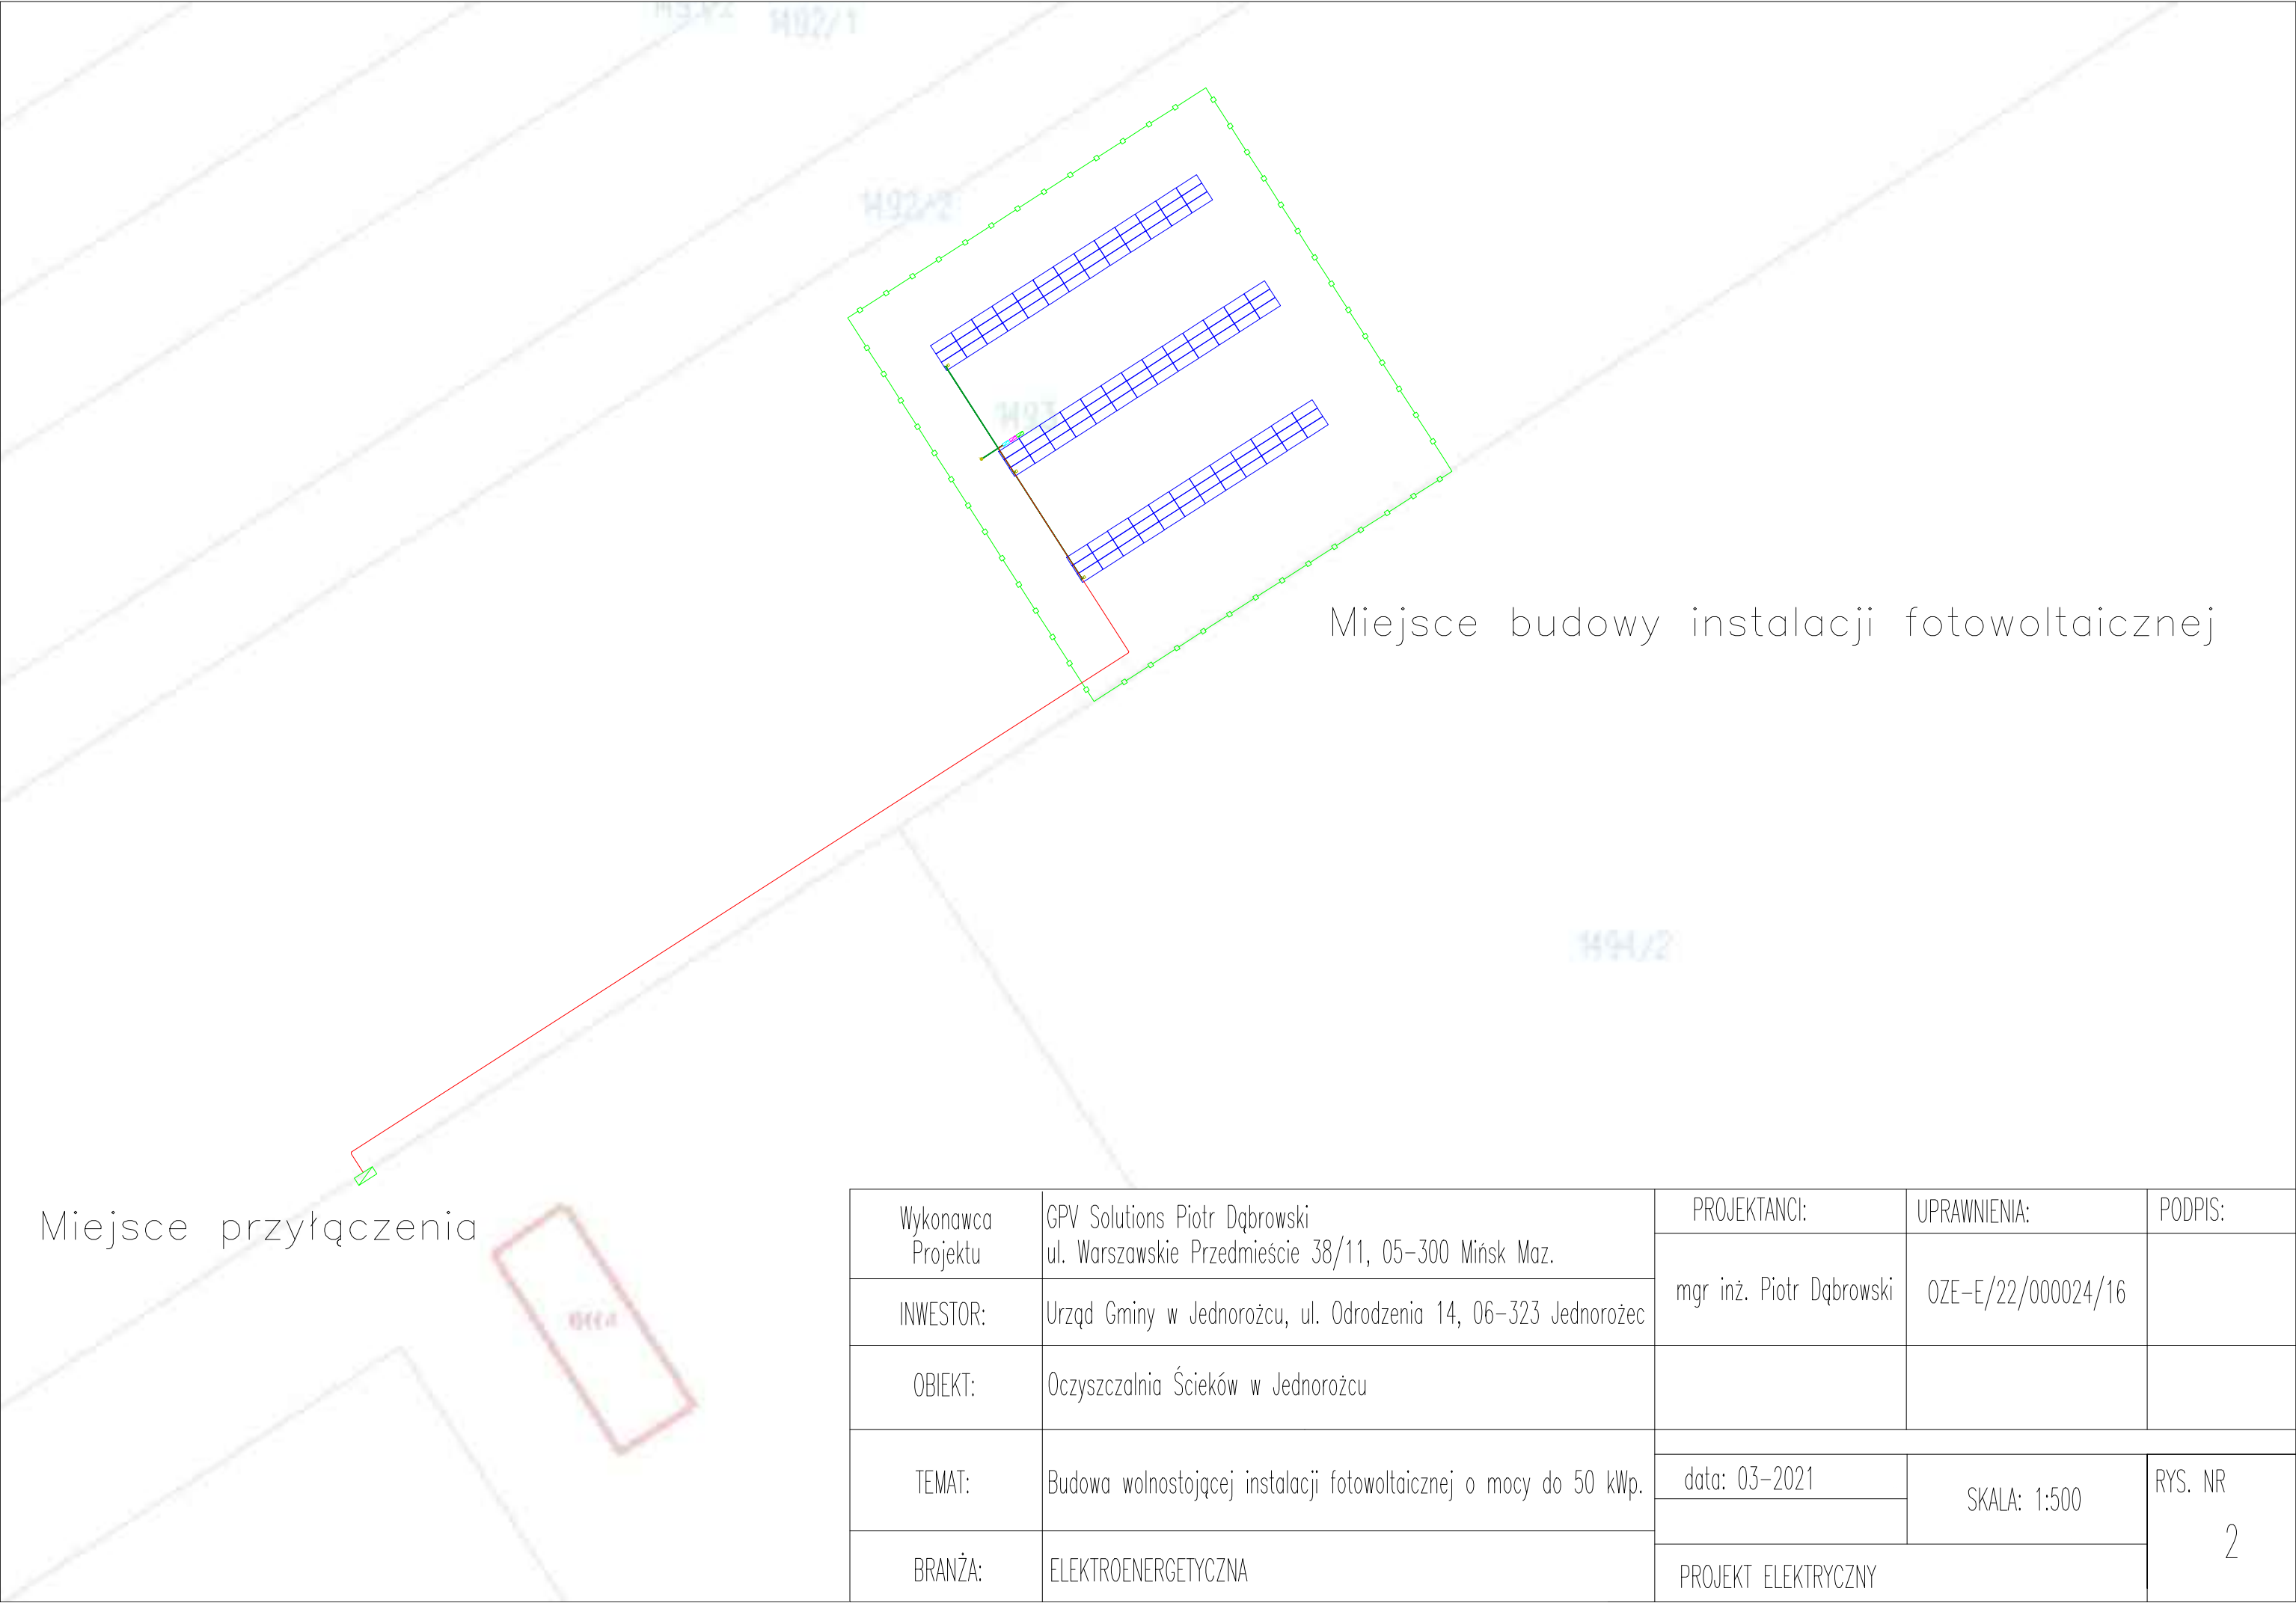 1492/1
1492/2
1493
Miejsce budowy instalacji fotowoltaicznej
1494/2
Miejsce przyłączenia
Wykonawca
Projektu
GPV Solutions Piotr Dąbrowski
ul. Warszawskie Przedmieście 38/11, 05-300 Mińsk Maz.
INWESTOR:
Urząd Gminy w Jednorożcu, ul. Odrodzenia 14, 06-323 Jednorożec
OBIEKT:
Oczyszczalnia Ścieków w Jednorożcu
TEMAT:
Budowa wolnostojącej instalacji fotowoltaicznej o mocy do 50 kWp.
BRANŻA:
ELEKTROENERGETYCZNA
PROJEKTANCI:
UPRAWNIENIA:
PODPIS:
mgr inż. Piotr Dąbrowski
OZE-E/22/000024/16
data: 03-2021
SKALA: 1:500
RYS. NR
2
PROJEKT ELEKTRYCZNY